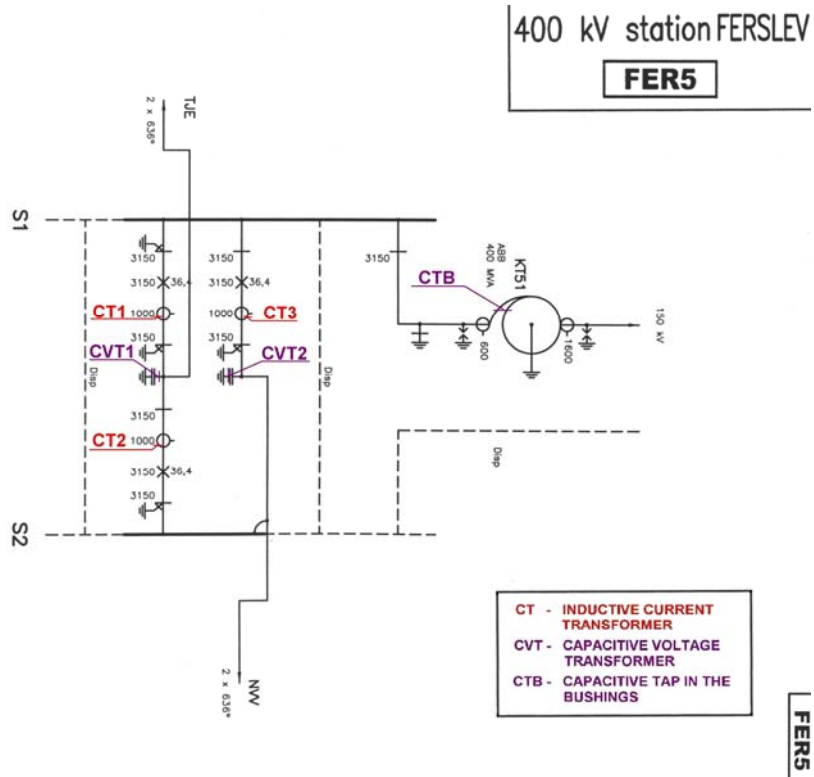 400 kV station FERSLEV
FER5
TJE
2 x 636°
S1
3150
3150
3150
3150 36,4
3150 36,4
CTB
ABB
400 MVA
KT51
CT1 1000
1000 CT3
600
1600
150 kV
3150
3150
CVT1
CVT2
Disp
Disp
3150
CT2 1000
3150 36,4
Disp
3150
S2
NVV
2 x 636°
CT - INDUCTIVE CURRENT
TRANSFORMER
CVT - CAPACITIVE VOLTAGE
TRANSFORMER
CTB - CAPACITIVE TAP IN THE
BUSHINGS
FER5